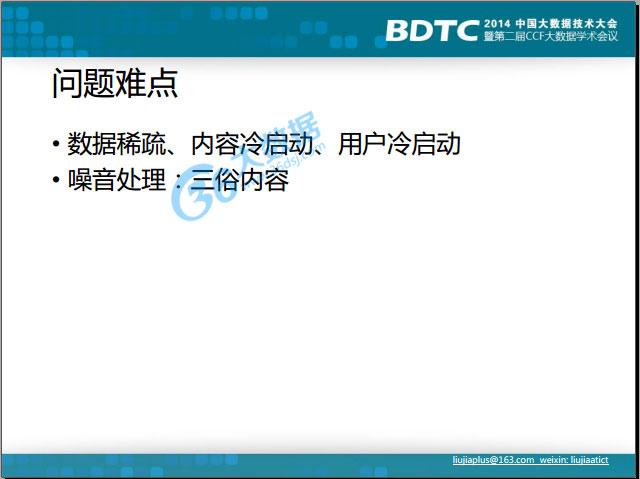 BDTC 2014 中国大数据技术大会
暨第二届CCF大数据学术会议
问题难点
• 数据稀疏、内容冷启动、用户冷启动
• 噪音处理：三俗内容
36大数据
liujiaplus@163.com weixin: liujiaatict